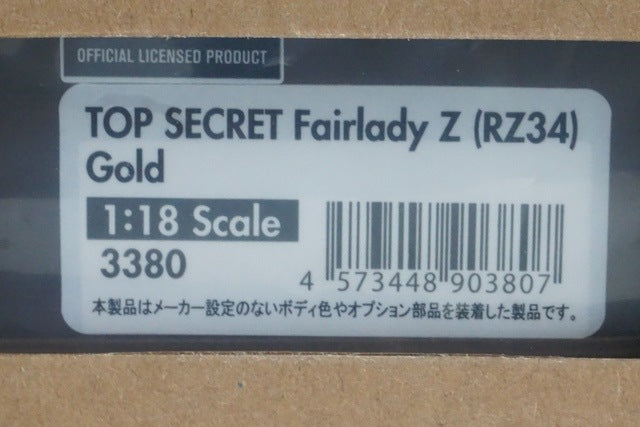 OFFICIAL LICENSED PRODUCT
TOP SECRET Fairlady Z (RZ34)
Gold
1:18 Scale
3380
4 573448 903807
本製品はメーカー設定のないボディ色やオプション部品を装着した製品です。